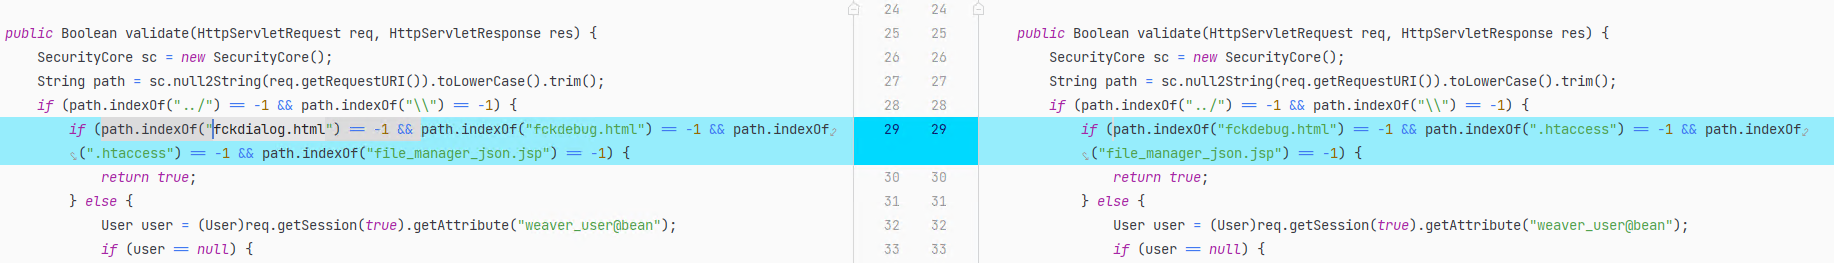 24 24
public Boolean validate(HttpServletRequest req, HttpServletResponse res) { 25 25 public Boolean validate(HttpServletRequest req, HttpServletResponse res) {
SecurityCore sc = new SecurityCore(); 26 26 SecurityCore sc = new SecurityCore();
String path = sc.null2String(req.getRequestURI()).toLowerCase().trim(); 27 27 String path = sc.null2String(req.getRequestURI()).toLowerCase().trim();
if (path.indexOf("../") == -1 && path.indexOf("\\") == -1) { 28 28 if (path.indexOf("../") == -1 && path.indexOf("\\") == -1) {
if (path.indexOf("fckdialog.html") == -1 && path.indexOf("fckdebug.html") == -1 && path.indexOf 29 29 if (path.indexOf("fckdebug.html") == -1 && path.indexOf(".htaccess") == -1 && path.indexOf
(".htaccess") == -1 && path.indexOf("file_manager_json.jsp") == -1) { ("file_manager_json.jsp") == -1) {
return true; 30 30 return true;
} else { 31 31 } else {
User user = (User)req.getSession(true).getAttribute("weaver_user@bean"); 32 32 User user = (User)req.getSession(true).getAttribute("weaver_user@bean");
if (user == null) { 33 33 if (user == null) {